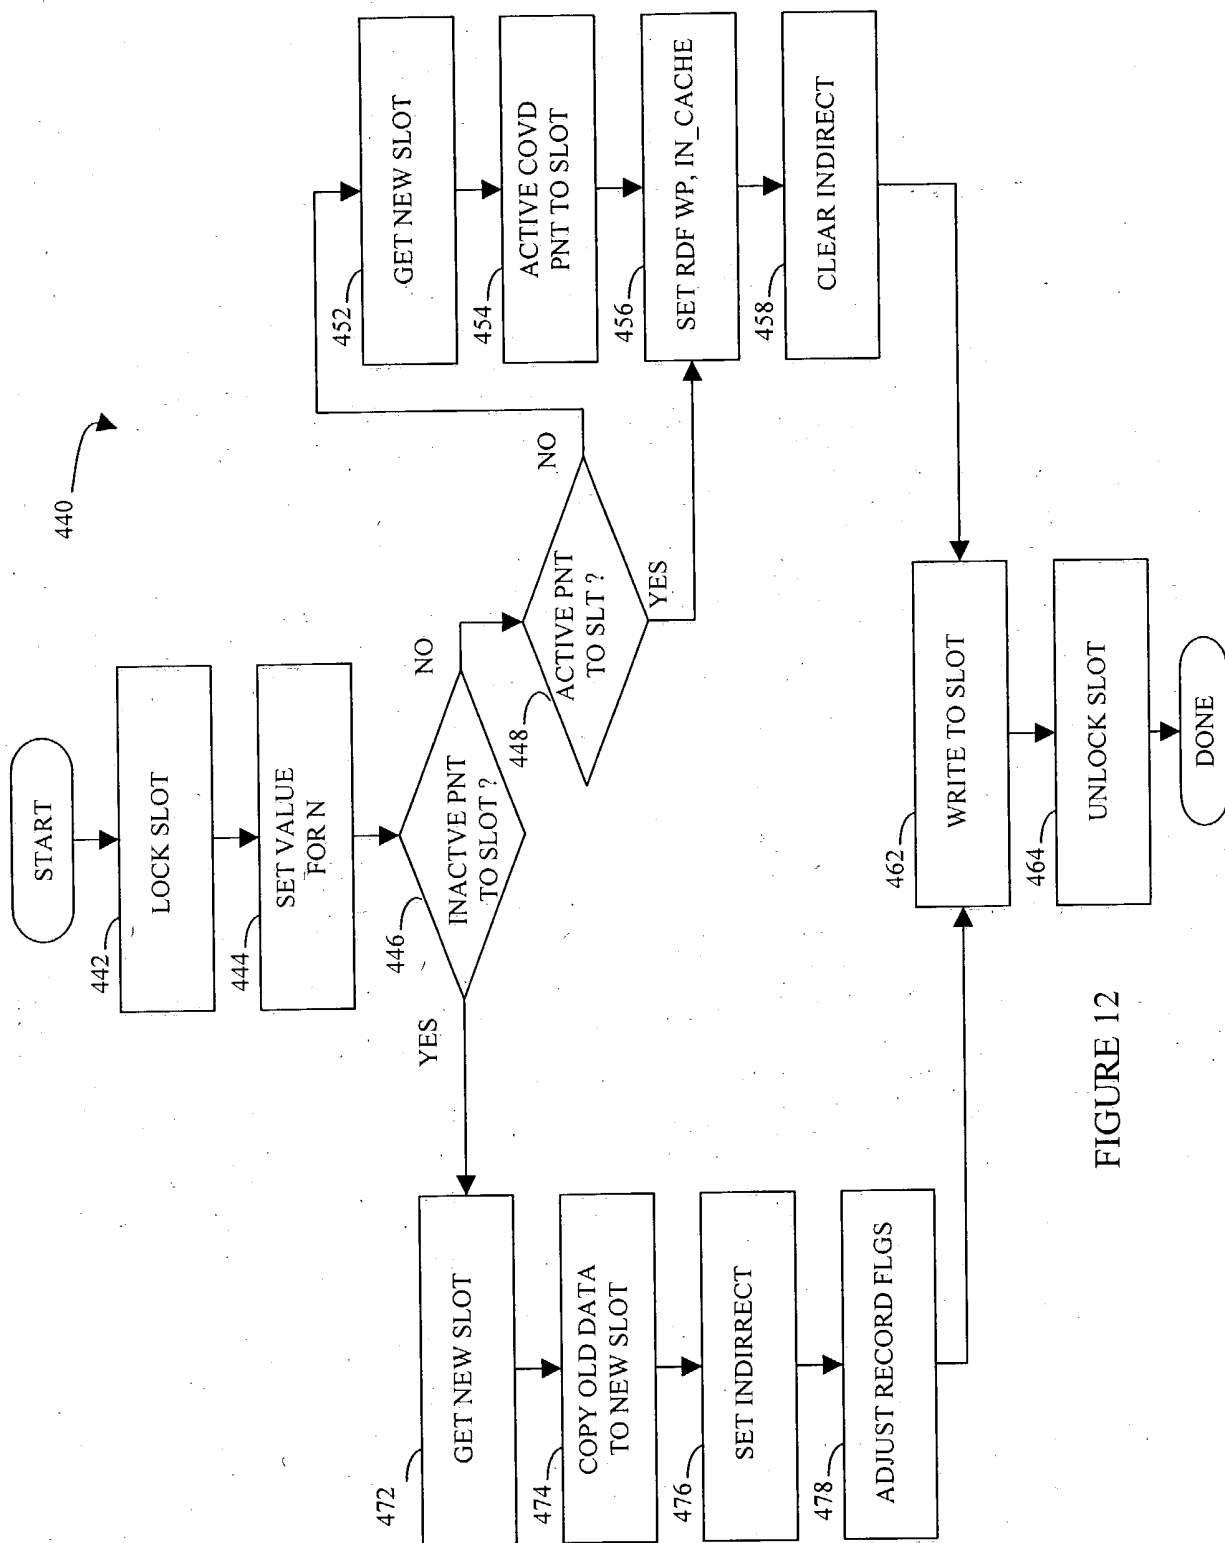 440
START
442
LOCK SLOT
444
SET VALUE
FOR N
446
INACTVE PNT
TO SLOT ?
YES
NO
448
ACTIVE PNT
TO SLT ?
NO
YES
452
GET NEW SLOT
454
ACTIVE COVD
PNT TO SLOT
456
SET RDF WP, IN_CACHE
458
CLEAR INDIRECT
472
GET NEW SLOT
474
COPY OLD DATA
TO NEW SLOT
476
SET INDIRRECT
478
ADJUST RECORD FLGS
462
WRITE TO SLOT
464
UNLOCK SLOT
DONE
FIGURE 12